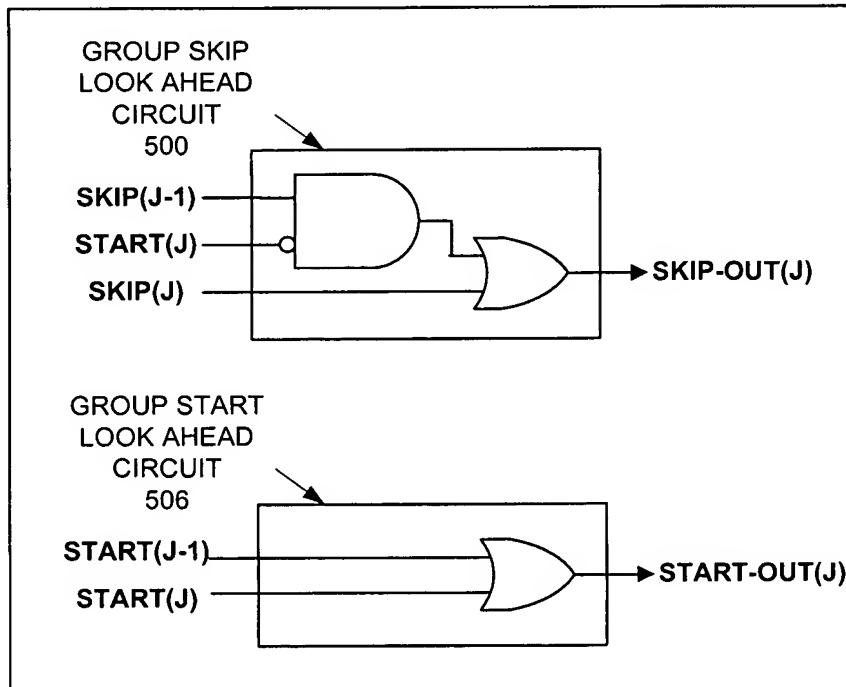 GROUP SKIP
LOOK AHEAD
CIRCUIT
500
SKIP(J-1)
START(J)
SKIP(J)
SKIP-OUT(J)
GROUP START
LOOK AHEAD
CIRCUIT
506
START(J-1)
START(J)
START-OUT(J)